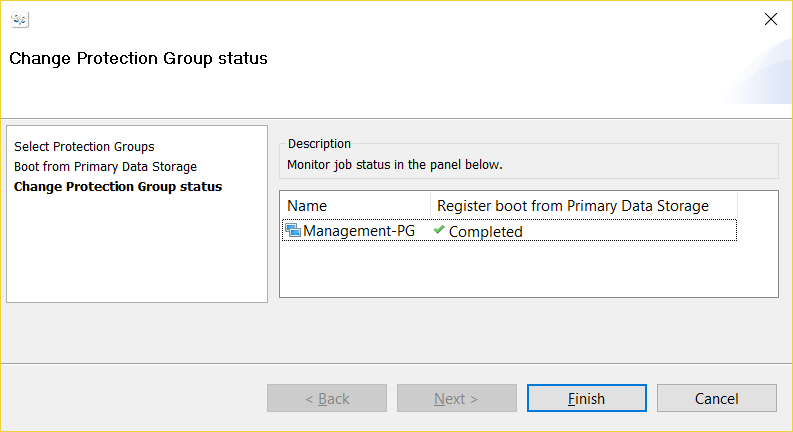 Change Protection Group status
Select Protection Groups
Boot from Primary Data Storage
Change Protection Group status
Description
Monitor job status in the panel below.
Name Register boot from Primary Data Storage
Management-PG Completed
< Back Next > Finish Cancel